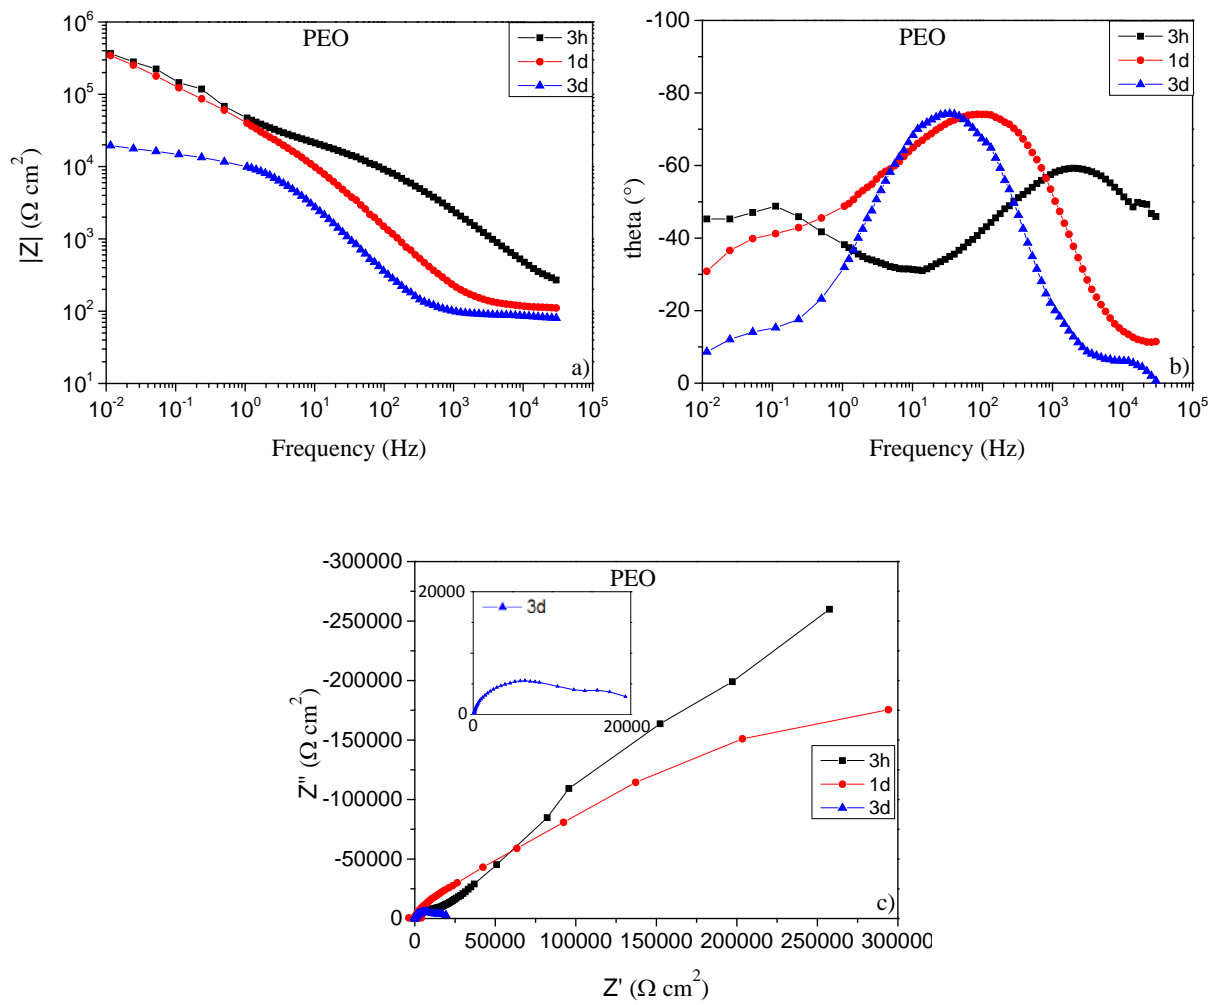 PEO
3h
1d
3d
10^6
10^5
10^4
10^3
10^2
10^1
|Z| (Ω cm^2)
a)
10^-2 10^-1 10^0 10^1 10^2 10^3 10^4 10^5
Frequency (Hz)
PEO
3h
1d
3d
-100
-80
-60
-40
-20
0
theta (°)
b)
10^-2 10^-1 10^0 10^1 10^2 10^3 10^4 10^5
Frequency (Hz)
PEO
-300000
-250000
-200000
-150000
-100000
-50000
0
Z'' (Ω cm^2)
20000
3d
0
0 20000
3h
1d
3d
c)
0 50000 100000 150000 200000 250000 300000
Z' (Ω cm^2)